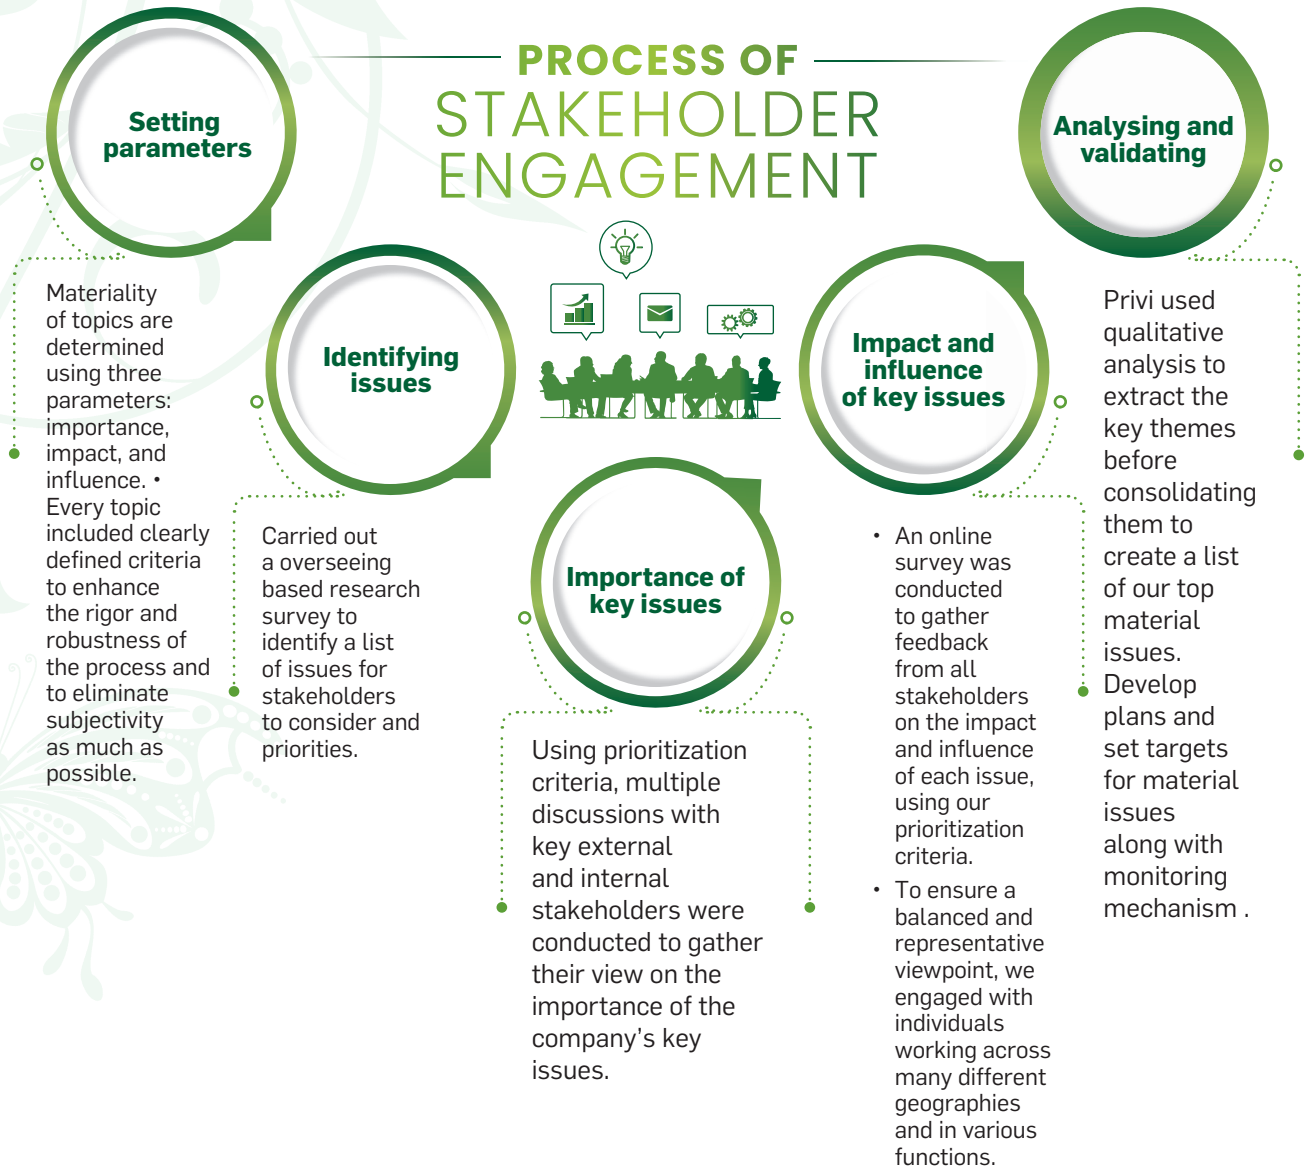 PROCESS OF
STAKEHOLDER
ENGAGEMENT
Setting
parameters
Materiality
of topics are
determined
using three
parameters:
importance,
impact, and
influence. •
Every topic
included clearly
defined criteria
to enhance
the rigor and
robustness of
the process and
to eliminate
subjectivity
as much as
possible.
Identifying
issues
Carried out
a overseeing
based research
survey to
identify a list
of issues for
stakeholders
to consider and
priorities.
Importance of
key issues
Using prioritization
criteria, multiple
discussions with
key external
and internal
stakeholders were
conducted to gather
their view on the
importance of the
company's key
issues.
Impact and
influence
of key issues
• An online
survey was
conducted
to gather
feedback
from all
stakeholders
on the impact
and influence
of each issue,
using our
prioritization
criteria.
• To ensure a
balanced and
representative
viewpoint, we
engaged with
individuals
working across
many different
geographies
and in various
functions.
Analysing and
validating
Privi used
qualitative
analysis to
extract the
key themes
before
consolidating
them to
create a list
of our top
material
issues.
Develop
plans and
set targets
for material
issues
along with
monitoring
mechanism .